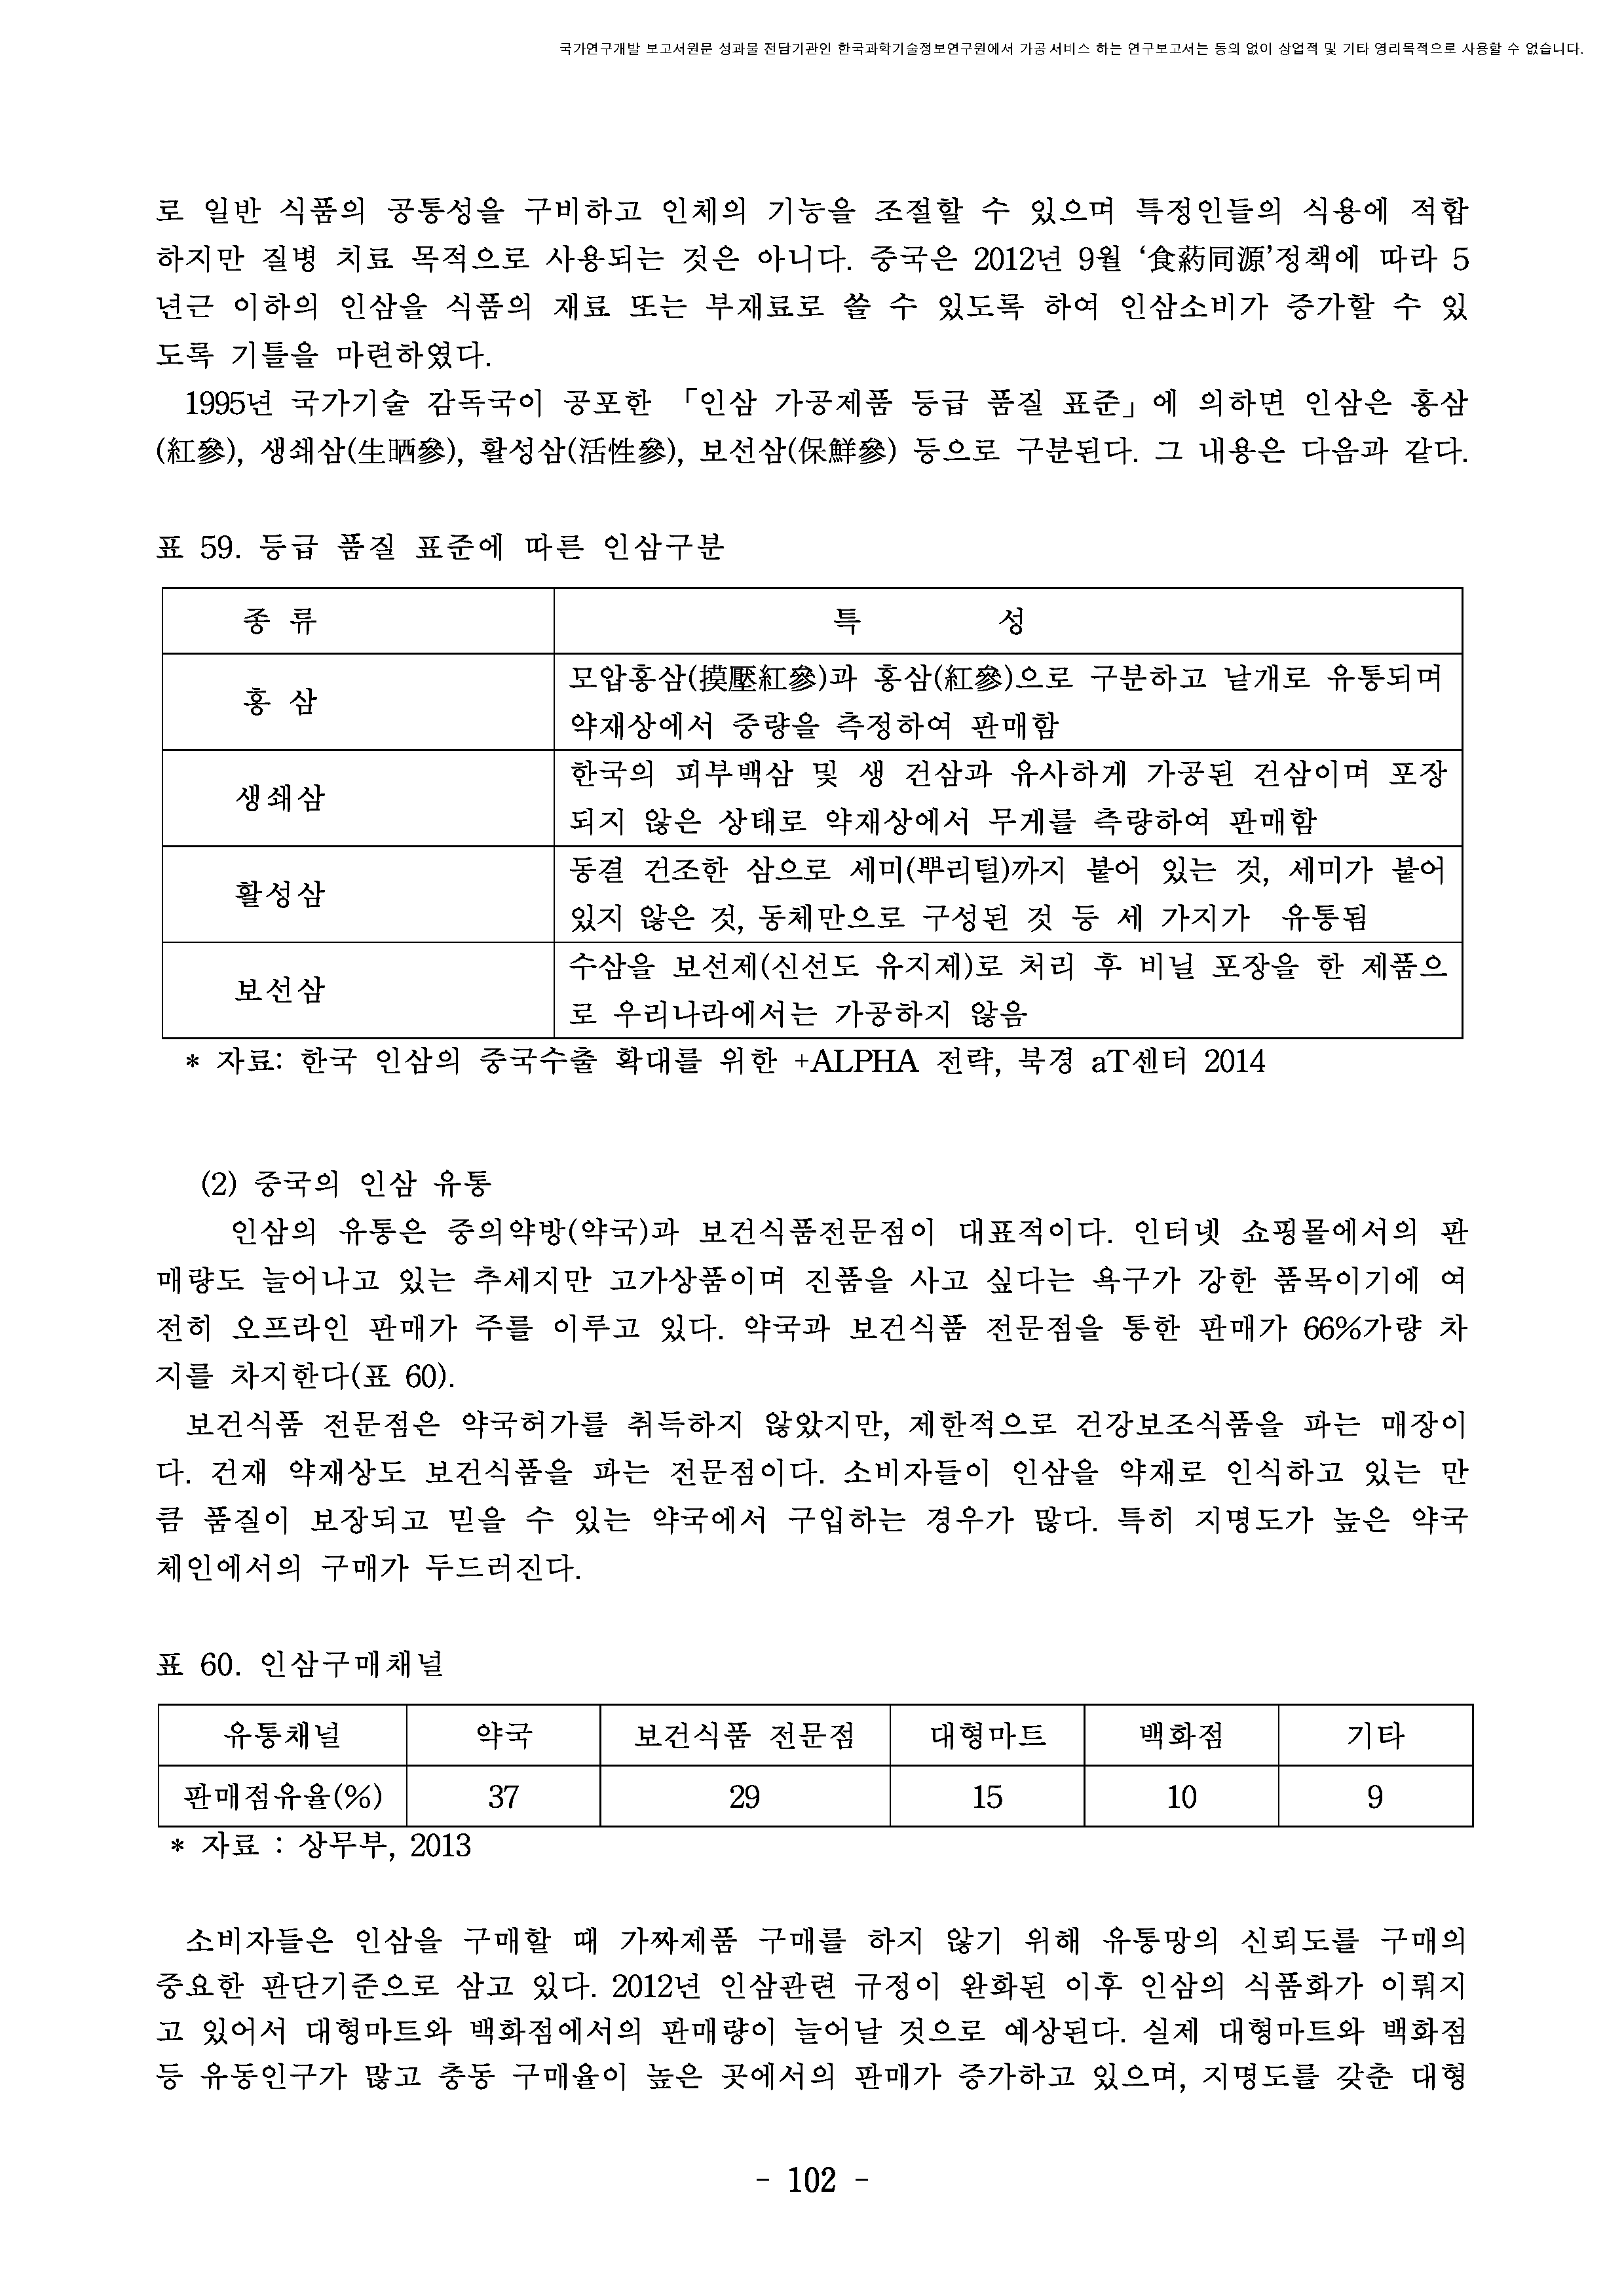 국가연구개발 보고서원문 성과물 전담기관인 한국과학기술정보연구원에서 가공·서비스 하는 연구보고서는 동의 없이 상업적 및 기타 영리목적으로 사용할 수 없습니다.
로 일반 식품의 공통성을 구비하고 인체의 기능을 조절할 수 있으며 특정인들의 식용에 적합
하지만 질병 치료 목적으로 사용되는 것은 아니다. 중국은 2012년 9월 ‘食葯同源’정책에 따라 5
년근 이하의 인삼을 식품의 재료 또는 부재료로 쓸 수 있도록 하여 인삼소비가 증가할 수 있
도록 기틀을 마련하였다.
1995년 국가기술 감독국이 공포한 「인삼 가공제품 등급 품질 표준」에 의하면 인삼은 홍삼
(紅參), 생쇄삼(生晒參), 활성삼(活性參), 보선삼(保鮮參) 등으로 구분된다. 그 내용은 다음과 같다.
표 59. 등급 품질 표준에 따른 인삼구분
종 류 특 성
홍 삼 모압홍삼(摸壓紅參)과 홍삼(紅參)으로 구분하고 낱개로 유통되며
약재상에서 중량을 측정하여 판매함
생쇄삼 한국의 피부백삼 및 생 건삼과 유사하게 가공된 건삼이며 포장
되지 않은 상태로 약재상에서 무게를 측량하여 판매함
활성삼 동결 건조한 삼으로 세미(뿌리털)까지 붙어 있는 것, 세미가 붙어
있지 않은 것, 동체만으로 구성된 것 등 세 가지가 유통됨
보선삼 수삼을 보선제(신선도 유지제)로 처리 후 비닐 포장을 한 제품으
로 우리나라에서는 가공하지 않음
* 자료: 한국 인삼의 중국수출 확대를 위한 +ALPHA 전략, 북경 aT센터 2014
(2) 중국의 인삼 유통
인삼의 유통은 중의약방(약국)과 보건식품전문점이 대표적이다. 인터넷 쇼핑몰에서의 판
매량도 늘어나고 있는 추세지만 고가상품이며 진품을 사고 싶다는 욕구가 강한 품목이기에 여
전히 오프라인 판매가 주를 이루고 있다. 약국과 보건식품 전문점을 통한 판매가 66%가량 차
지를 차지한다(표 60).
보건식품 전문점은 약국허가를 취득하지 않았지만, 제한적으로 건강보조식품을 파는 매장이
다. 건재 약재상도 보건식품을 파는 전문점이다. 소비자들이 인삼을 약재로 인식하고 있는 만
큼 품질이 보장되고 믿을 수 있는 약국에서 구입하는 경우가 많다. 특히 지명도가 높은 약국
체인에서의 구매가 두드러진다.
표 60. 인삼구매채널
유통채널 약국 보건식품 전문점 대형마트 백화점 기타
판매점유율(%) 37 29 15 10 9
* 자료 : 상무부, 2013
소비자들은 인삼을 구매할 때 가짜제품 구매를 하지 않기 위해 유통망의 신뢰도를 구매의
중요한 판단기준으로 삼고 있다. 2012년 인삼관련 규정이 완화된 이후 인삼의 식품화가 이뤄지
고 있어서 대형마트와 백화점에서의 판매량이 늘어날 것으로 예상된다. 실제 대형마트와 백화점
등 유동인구가 많고 충동 구매율이 높은 곳에서의 판매가 증가하고 있으며, 지명도를 갖춘 대형
- 102 -